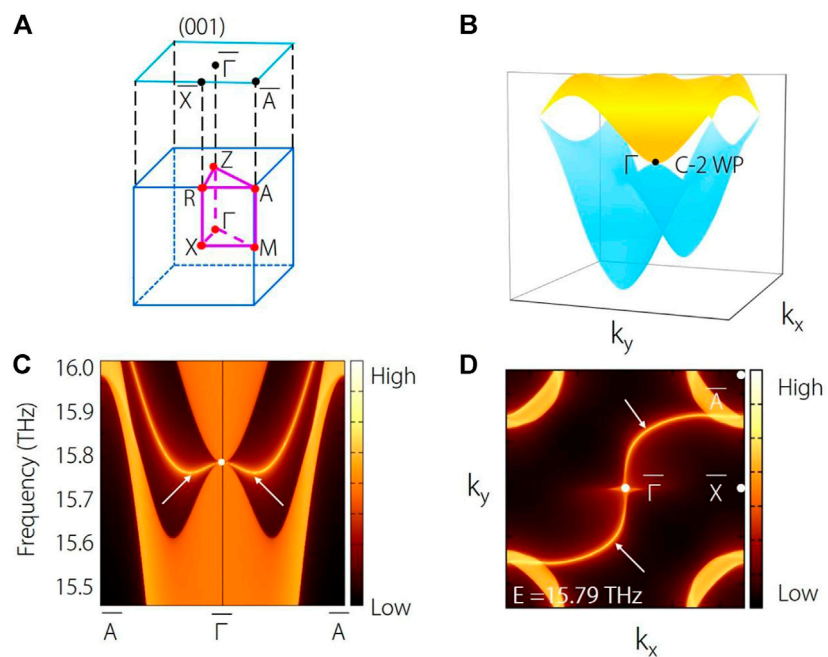 A
(001)
Γ
X
A
Z
R
A
Γ
X
M
B
Γ
C-2 WP
k_y
k_x
C
Frequency (THz)
16.0
15.9
15.8
15.7
15.6
15.5
A
Γ
A
High
Low
D
k_y
A
Γ
X
E =15.79 THz
k_x
High
Low